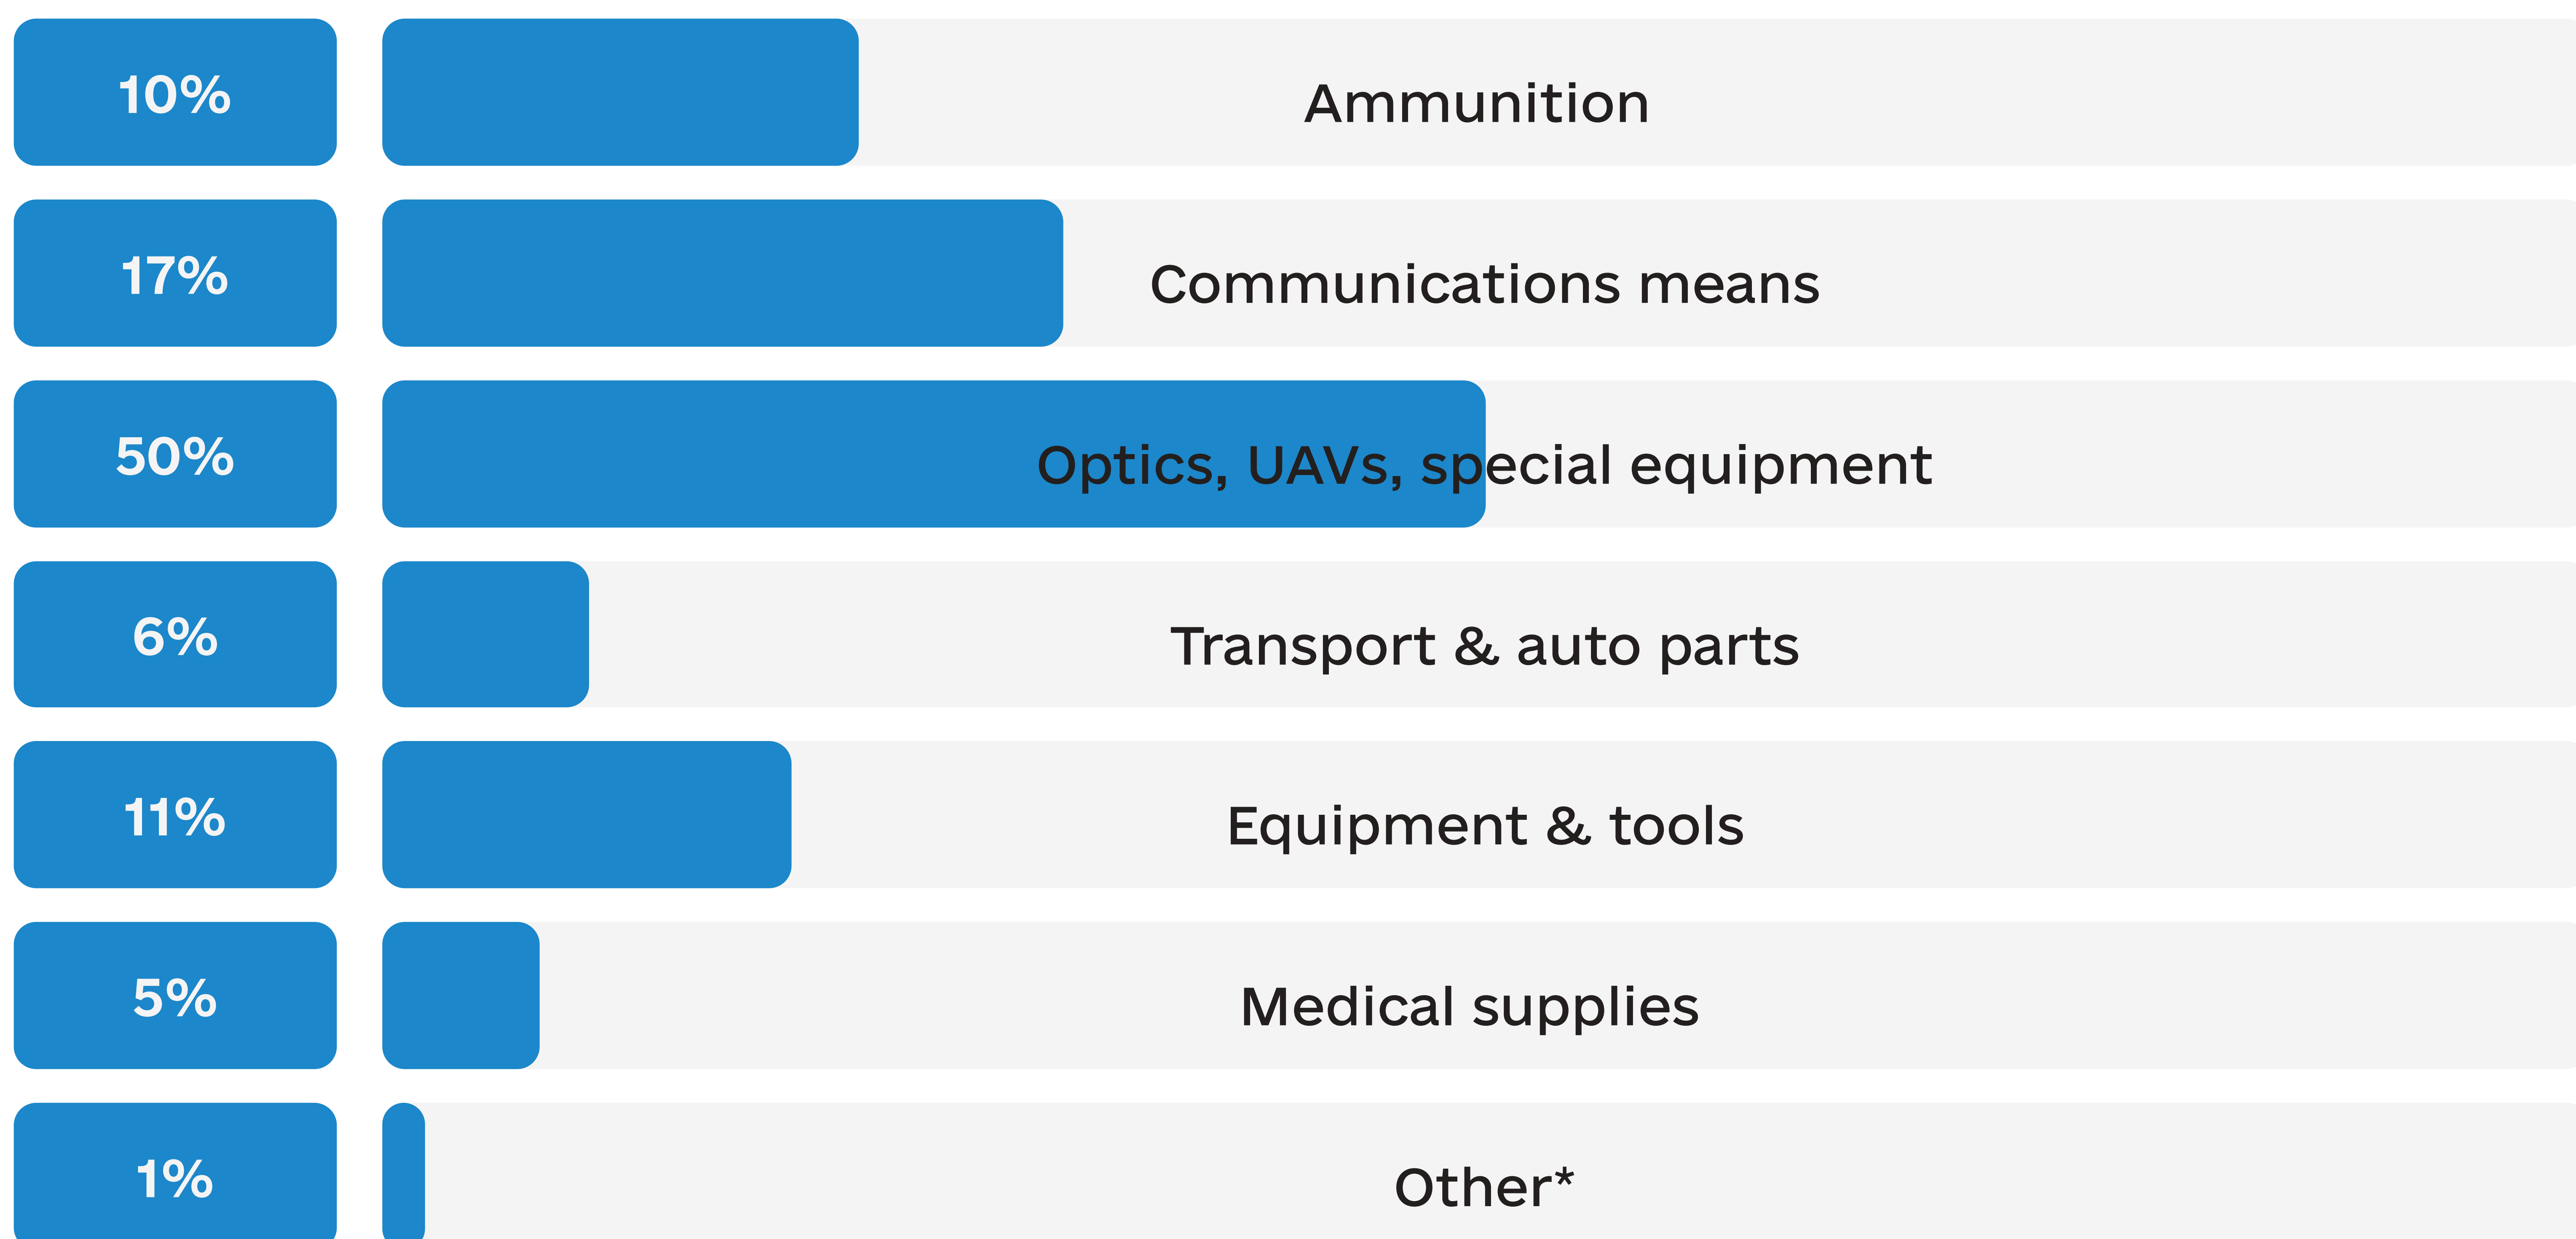 10% Ammunition
17% Communications means
50% Optics, UAVs, special equipment
6% Transport & auto parts
11% Equipment & tools
5% Medical supplies
1% Other*